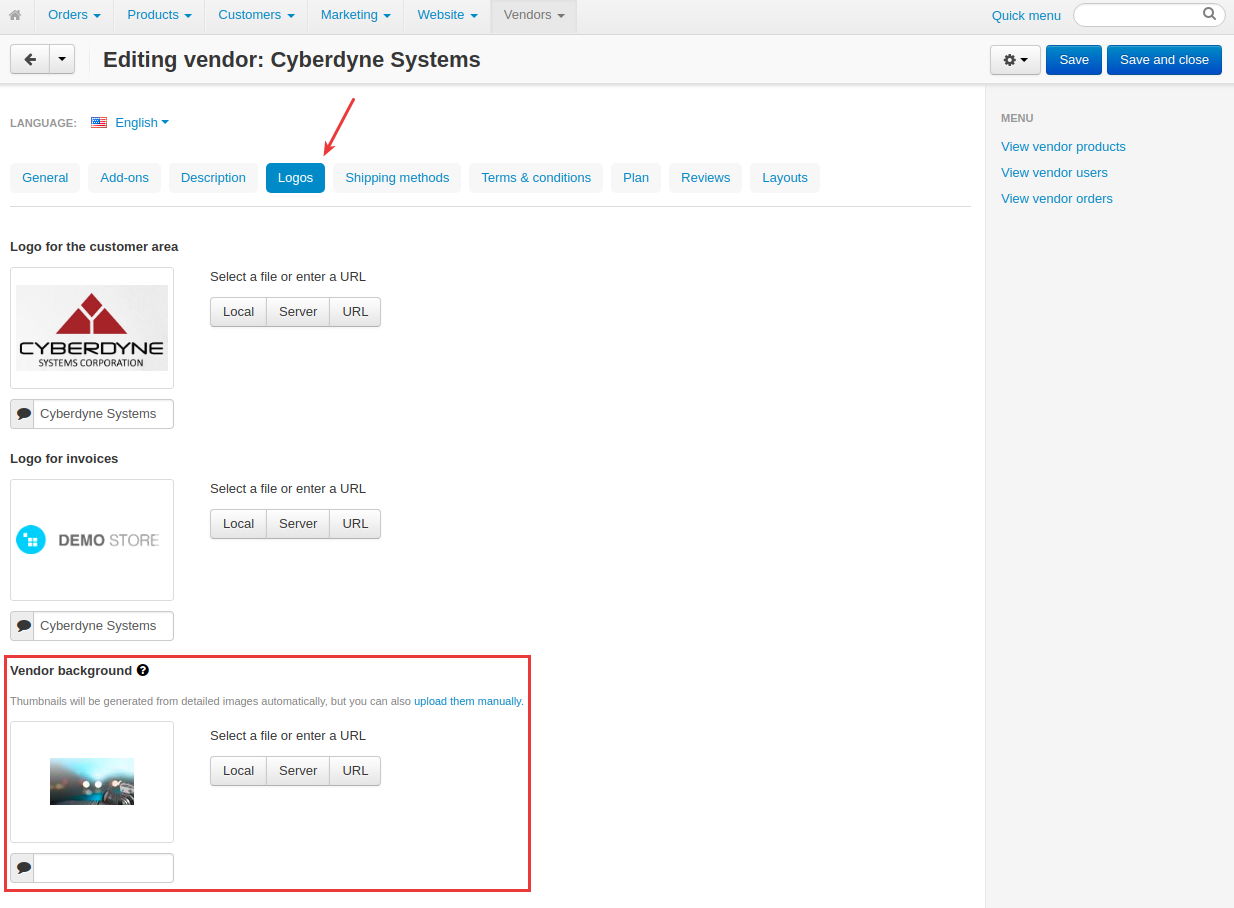 Orders Products Customers Marketing Website Vendors Quick menu
Editing vendor: Cyberdyne Systems Save Save and close
LANGUAGE: English
General Add-ons Description Logos Shipping methods Terms & conditions Plan Reviews Layouts
Logo for the customer area
Select a file or enter a URL
Local Server URL
CYBERDYNE
SYSTEMS CORPORATION
Cyberdyne Systems
Logo for invoices
Select a file or enter a URL
Local Server URL
DEMO STORE
Cyberdyne Systems
Vendor background ?
Thumbnails will be generated from detailed images automatically, but you can also upload them manually.
Select a file or enter a URL
Local Server URL
MENU
View vendor products
View vendor users
View vendor orders